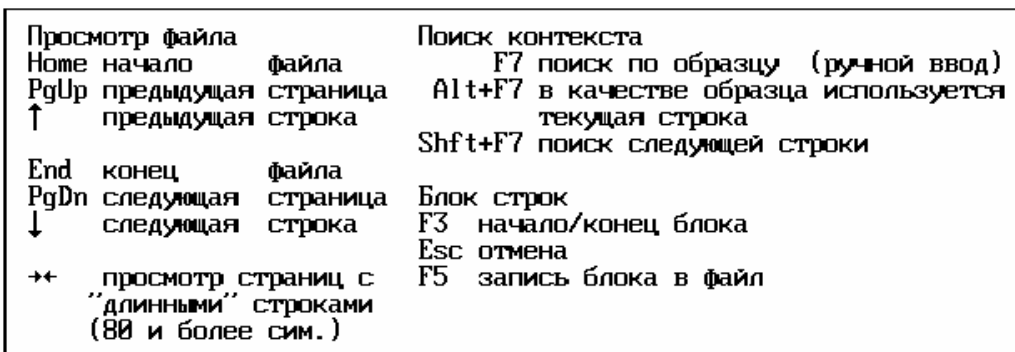 Просмотр файла
Home начало файла
PgUp предыдущая страница
↑ предыдущая строка
End конец файла
PgDn следующая страница
↓ следующая строка
→← просмотр страниц с
"длинными" строками
(80 и более сим.)
Поиск контекста
F7 поиск по образцу (ручной ввод)
Alt+F7 в качестве образца используется
текущая строка
Shft+F7 поиск следующей строки
Блок строк
F3 начало/конец блока
Esc отмена
F5 запись блока в файл